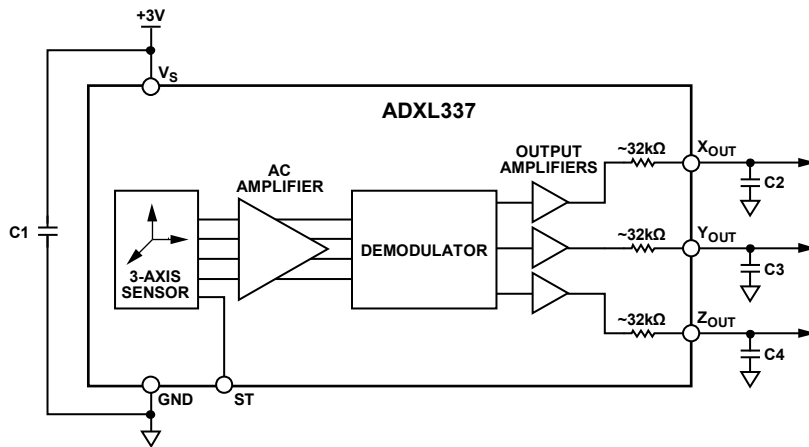 +3V
VS
ADXL337
AC
AMPLIFIER
OUTPUT
AMPLIFIERS
~32kΩ
XOUT
C2
C1
3-AXIS
SENSOR
DEMODULATOR
~32kΩ
YOUT
C3
~32kΩ
ZOUT
C4
GND
ST